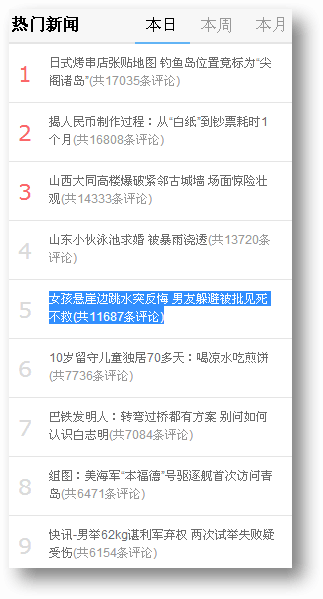 热门新闻 本日 本周 本月
1 日式烤串店张贴地图 钓鱼岛位置竟标为“尖
阁诸岛”(共17035条评论)
2 揭人民币制作过程：从“白纸”到钞票耗时1
个月(共16808条评论)
3 山西大同高楼爆破紧邻古城墙 场面惊险壮
观(共14333条评论)
4 山东小伙泳池求婚 被暴雨浇透(共13720条
评论)
5 女孩悬崖边跳水突反悔 男友躲避被批见死
不救(共11687条评论)
6 10岁留守儿童独居70多天：喝凉水吃煎饼
(共7736条评论)
7 巴铁发明人：转弯过桥都有方案 别问如何
认识白志明(共7084条评论)
8 组图：美海军“本福德”号驱逐舰首次访问青
岛(共6471条评论)
9 快讯-男举62kg谌利军弃权 两次试举失败疑
受伤(共6154条评论)